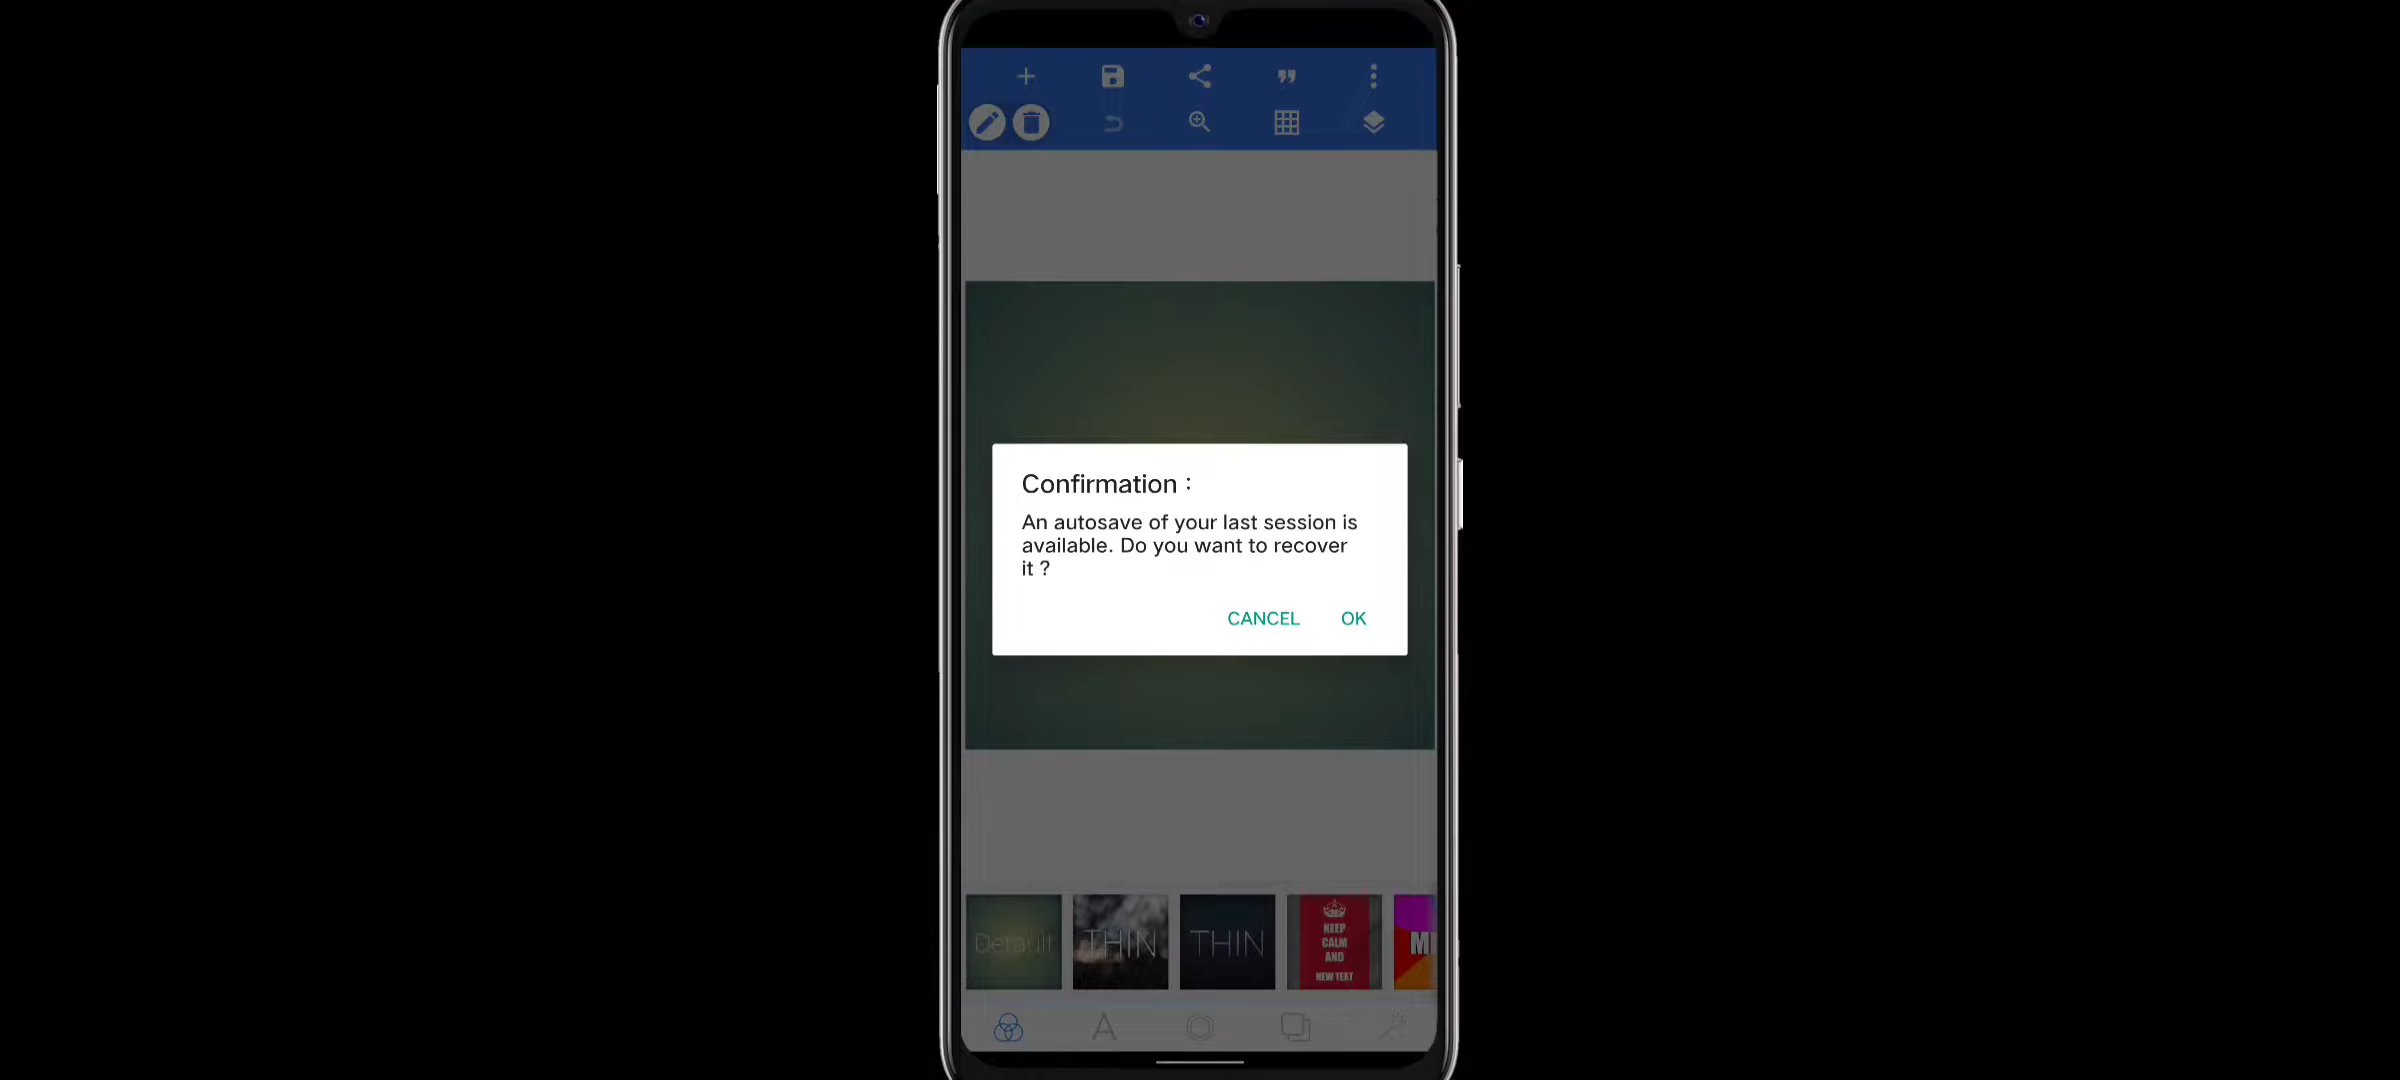 Confirmation :
An autosave of your last session is
available. Do you want to recover
it ?
CANCEL OK
Default
THIN
THIN
KEEP
CALM
AND
NEW TEXT